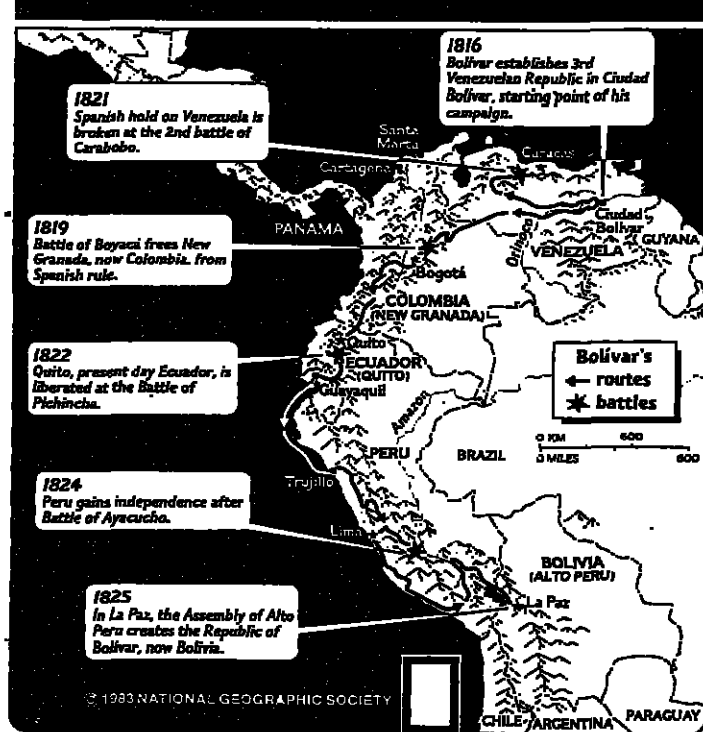 1816
Bolívar establishes 3rd
Venezuelan Republic in Ciudad
Bolívar, starting point of his
campaign.
1821
Spanish hold on Venezuela is
broken at the 2nd battle of
Carabobo.
Santa
Marta
Caracas
Cartagena
1819
Battle of Boyacá frees New
Granada, now Colombia, from
Spanish rule.
PANAMA
Ciudad
Bolívar
Orinoco
VENEZUELA
GUYANA
Bogotá
COLOMBIA
(NEW GRANADA)
1822
Quito, present day Ecuador, is
liberated at the Battle of
Pichincha.
Quito
ECUADOR
(QUITO)
Guayaquil
Bolívar's
routes
battles
Amazon
0 KM 600
0 MILES 600
PERU
BRAZIL
Trujillo
1824
Peru gains independence after
Battle of Ayacucho.
Lima
BOLIVIA
(ALTO PERU)
La Paz
1825
In La Paz, the Assembly of Alto
Peru creates the Republic of
Bolívar, now Bolivia.
© 1983 NATIONAL GEOGRAPHIC SOCIETY
CHILE
ARGENTINA
PARAGUAY